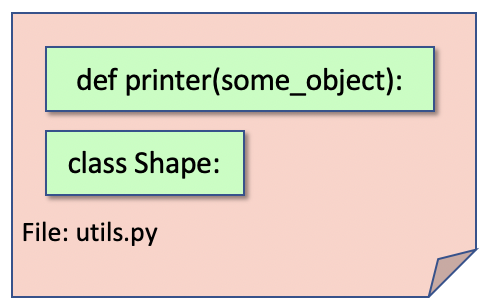 def printer(some_object):
class Shape:
File: utils.py